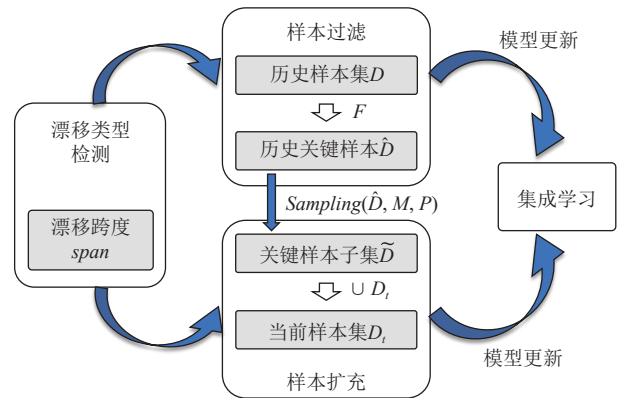 样本过滤
历史样本集D
F
历史关键样本D̂
模型更新
漂移类型
检测
漂移跨度
span
Sampling(D̂, M, P)
集成学习
关键样本子集D̃
∪ Dₜ
当前样本集Dₜ
样本扩充
模型更新